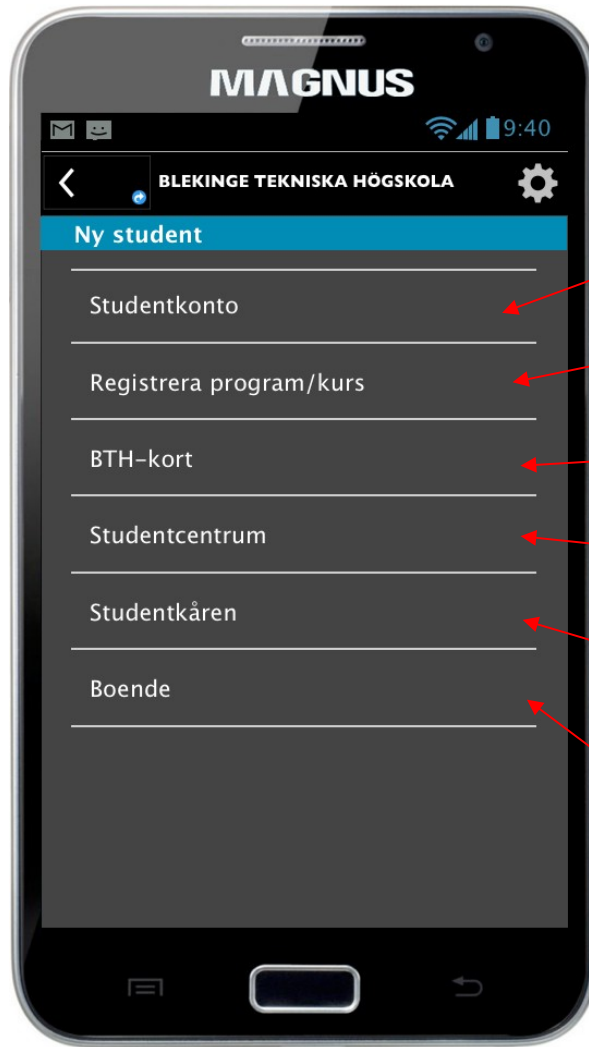 MAGNUS
9:40
BLEKINGE TEKNISKA HÖGSKOLA
Ny student
Studentkonto
Registrera program/kurs
BTH-kort
Studentcentrum
Studentkåren
Boende